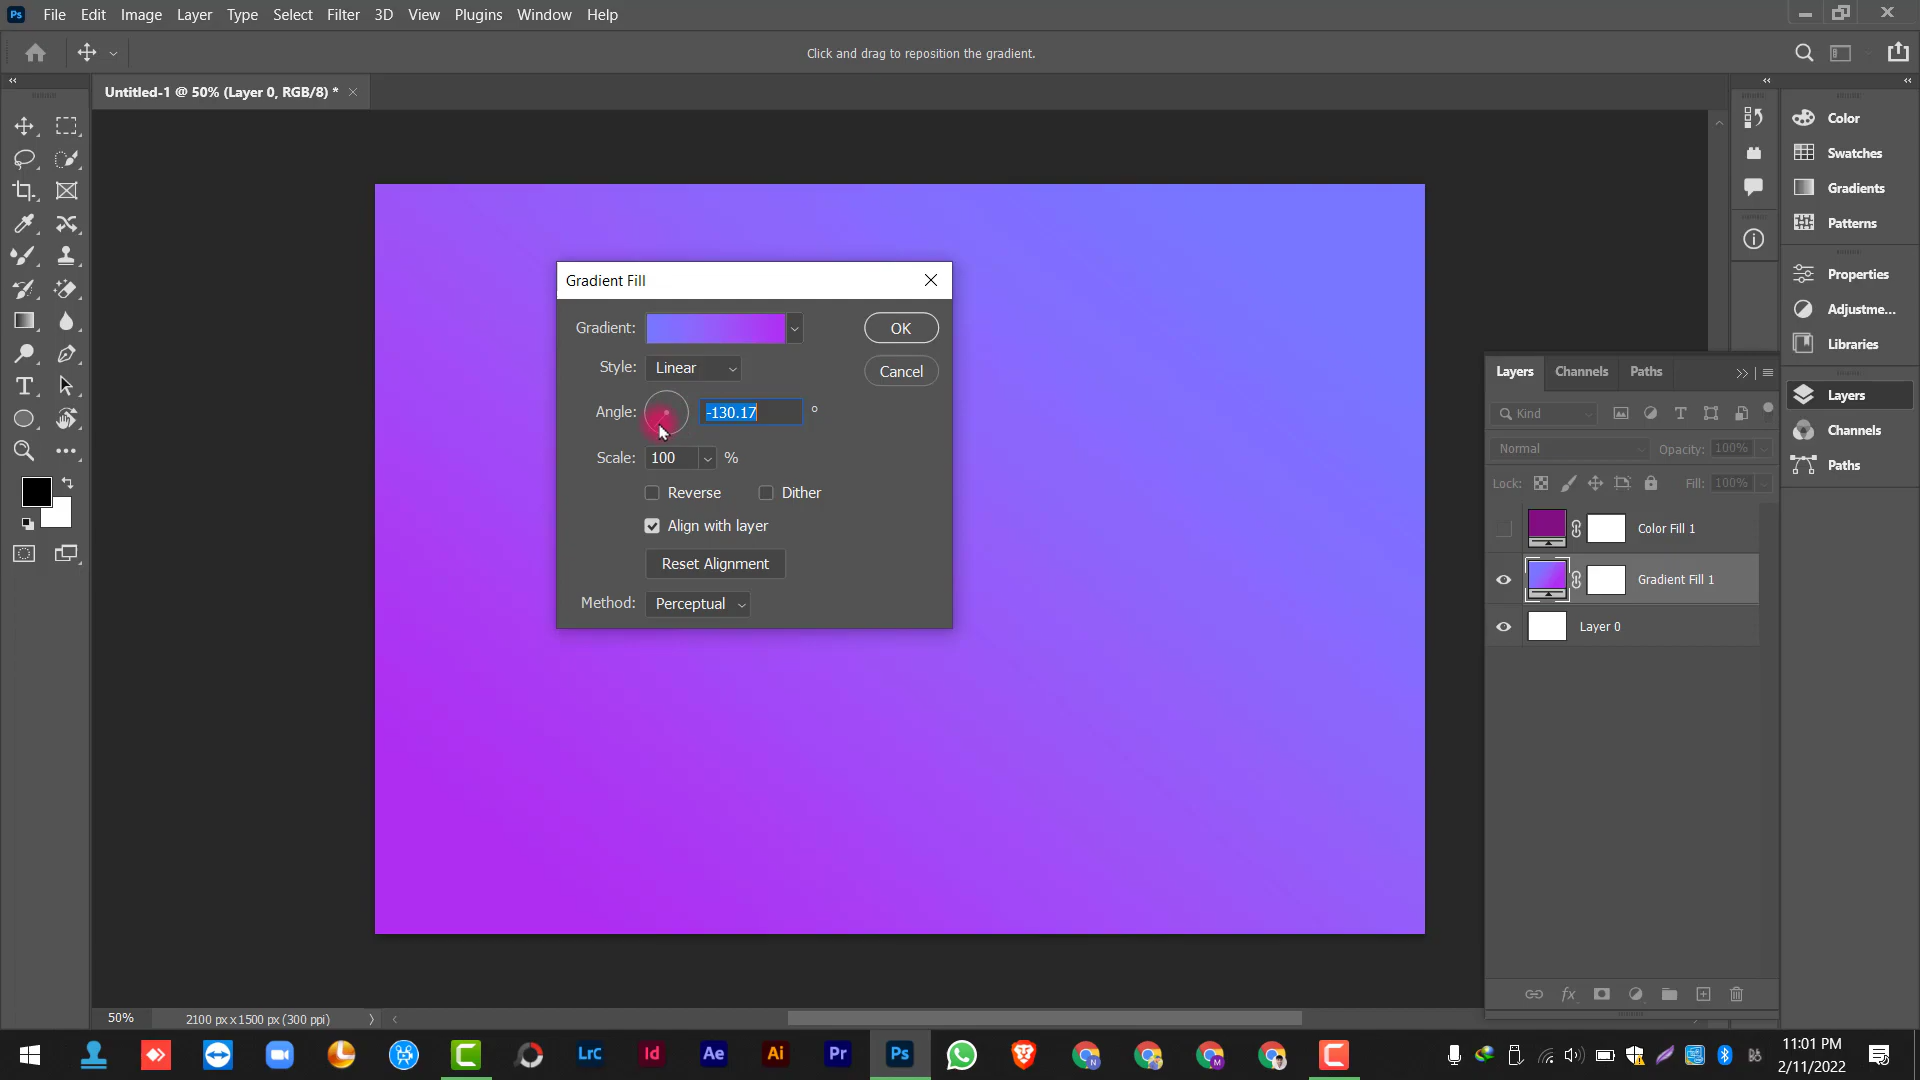 Ps File Edit Image Layer Type Select Filter 3D View Plugins Window Help
Click and drag to reposition the gradient.
Untitled-1 @ 50% (Layer 0, RGB/8) *
Color
Swatches
Gradients
Patterns
Properties
Adjustme...
Libraries
Layers
Channels
Paths
Gradient Fill
Gradient:
OK
Style: Linear
Cancel
Angle: -130.17 °
Scale: 100 %
Reverse Dither
Align with layer
Reset Alignment
Method: Perceptual
T
Layers Channels Paths
Kind
Normal Opacity: 100%
Lock: Fill: 100%
Color Fill 1
Gradient Fill 1
Layer 0
fx
50% 2100 px x 1500 px (300 ppi)
LrC Id Ae Ai Pr Ps
N
M
11:01 PM
2/11/2022